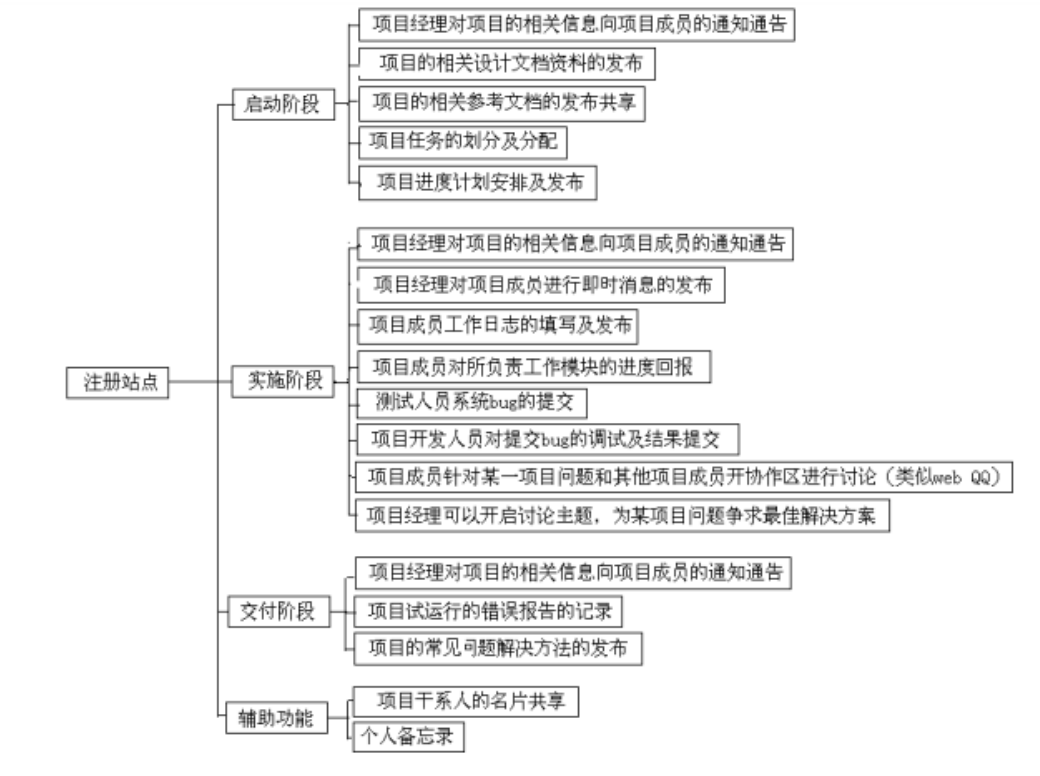 项目经理对项目的相关信息向项目成员的通知通告
项目的相关设计文档资料的发布
启动阶段
项目的相关参考文档的发布共享
项目任务的划分及分配
项目进度计划安排及发布
项目经理对项目的相关信息向项目成员的通知通告
项目经理对项目成员进行即时消息的发布
项目成员工作日志的填写及发布
注册站点
实施阶段
项目成员对所负责工作模块的进度回报
测试人员系统bug的提交
项目开发人员对提交bug的调试及结果提交
项目成员针对某一项目问题和其他项目成员开协作区进行讨论（类似web QQ）
项目经理可以开启讨论主题，为某项目问题争求最佳解决方案
项目经理对项目的相关信息向项目成员的通知通告
交付阶段
项目试运行的错误报告的记录
项目的常见问题解决方法的发布
项目干系人的名片共享
辅助功能
个人备忘录